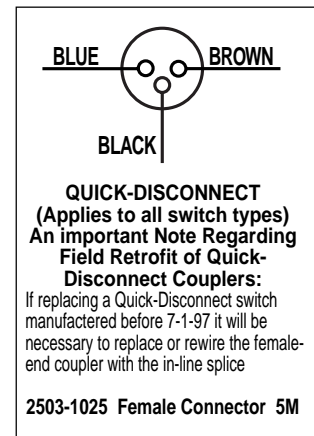 BLUE BROWN
BLACK
QUICK-DISCONNECT
(Applies to all switch types)
An important Note Regarding
Field Retrofit of Quick-
Disconnect Couplers:
If replacing a Quick-Disconnect switch
manufactered before 7-1-97 it will be
necessary to replace or rewire the female-
end coupler with the in-line splice
2503-1025 Female Connector 5M